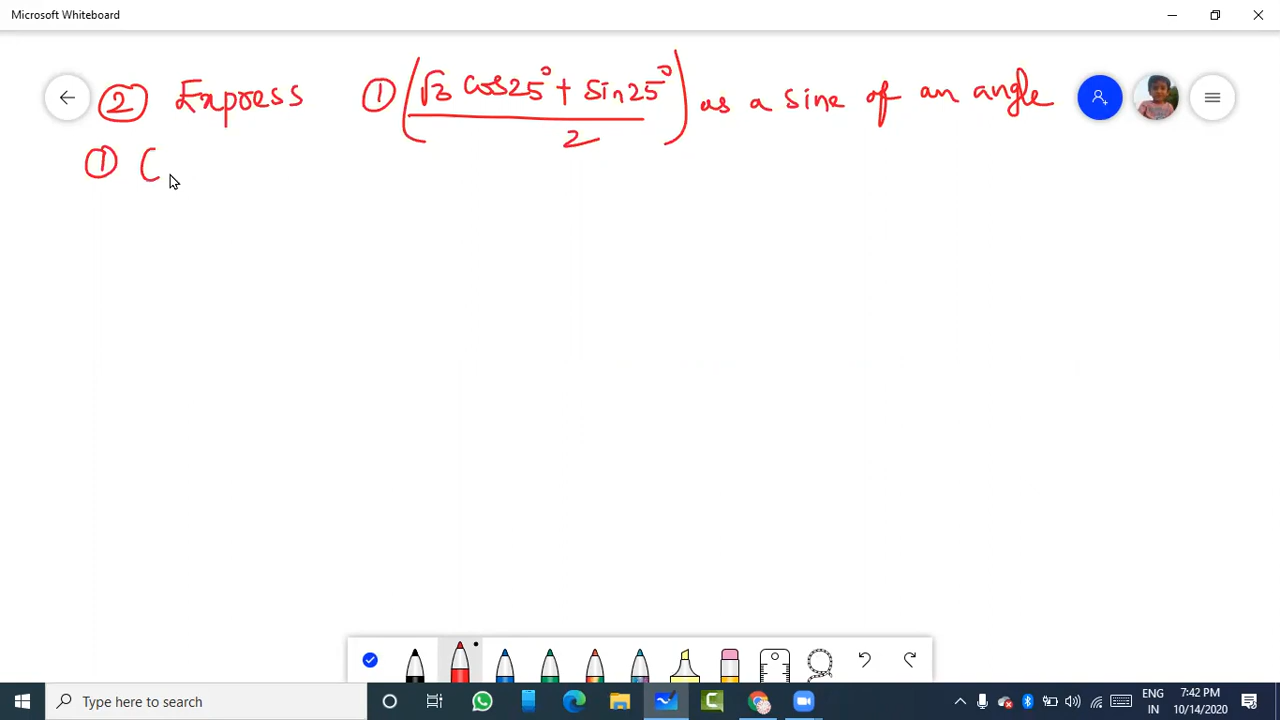 Microsoft Whiteboard
② Express ① (√3 cos25° + sin25° / 2) as a sine of an angle
① (
Type here to search
ENG
IN
7:42 PM
10/14/2020